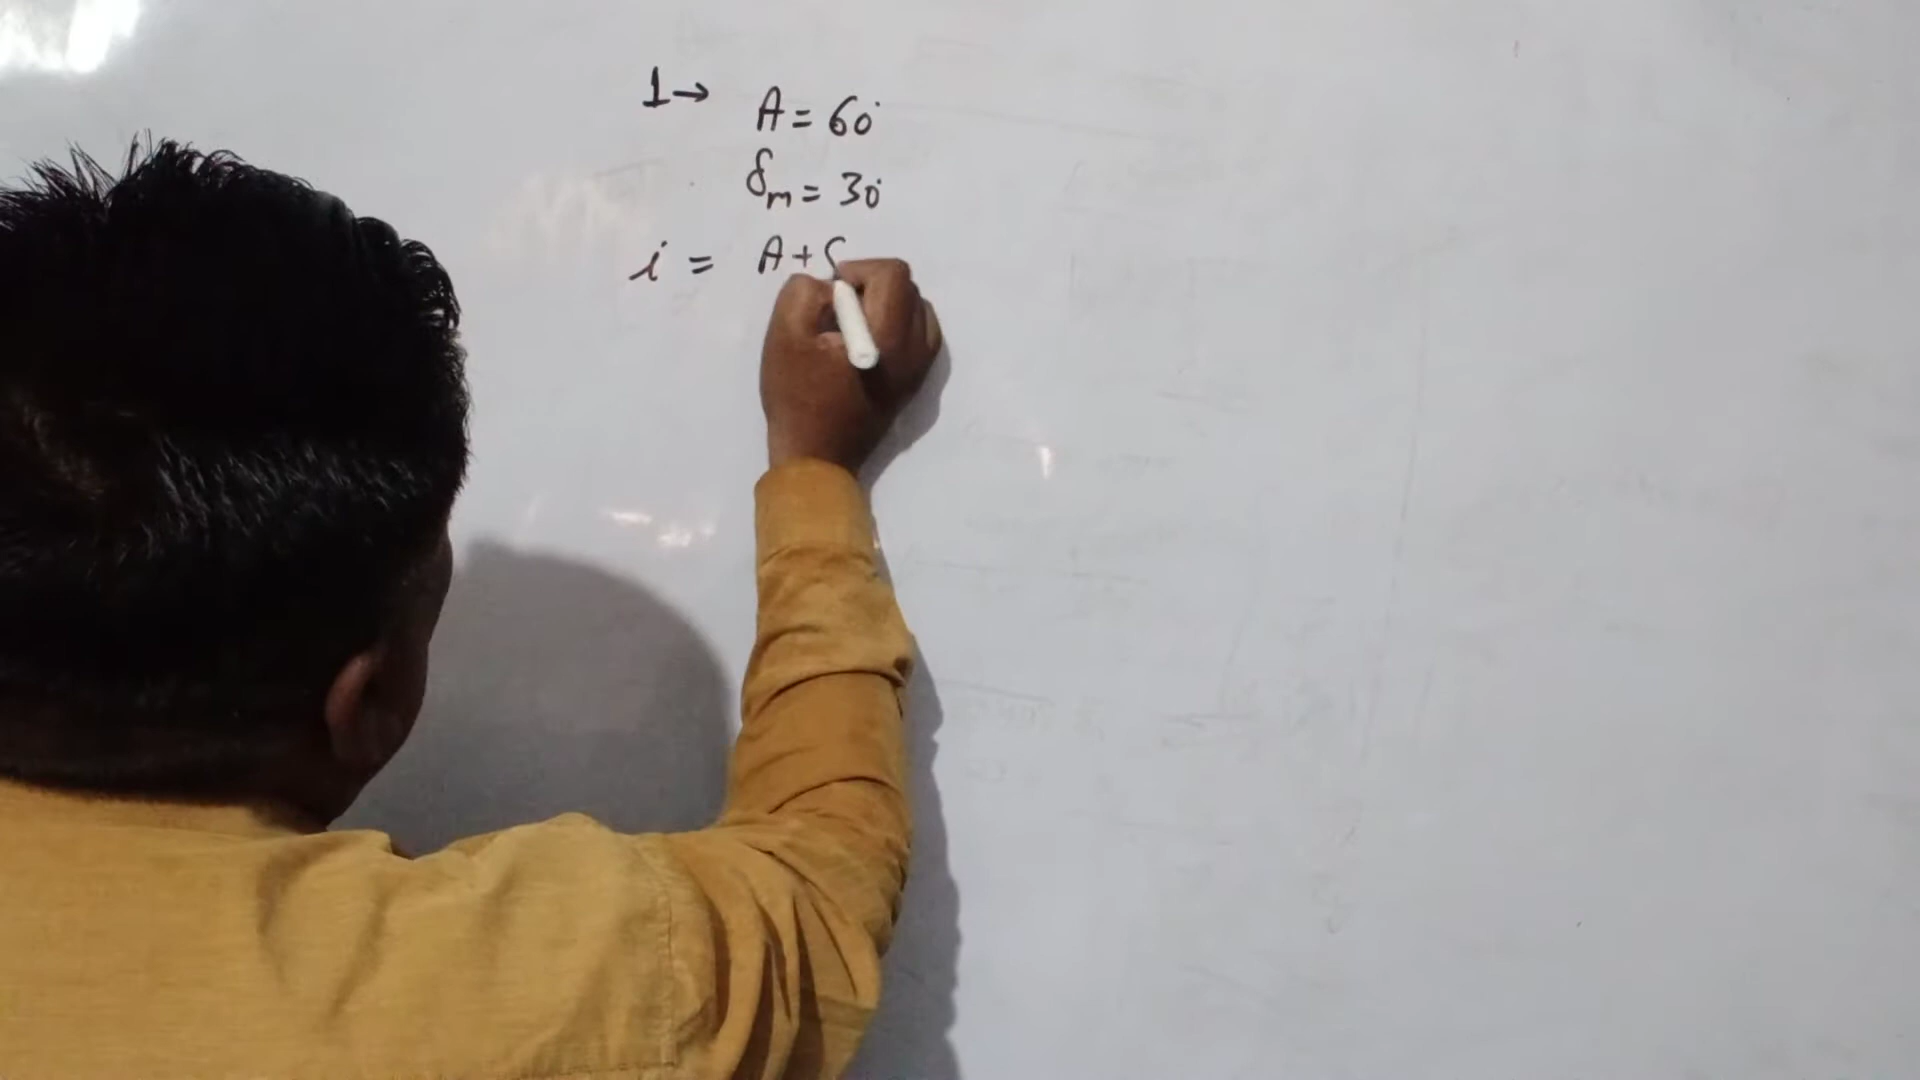 1→ A = 60°
δm = 30°
i = A + δ